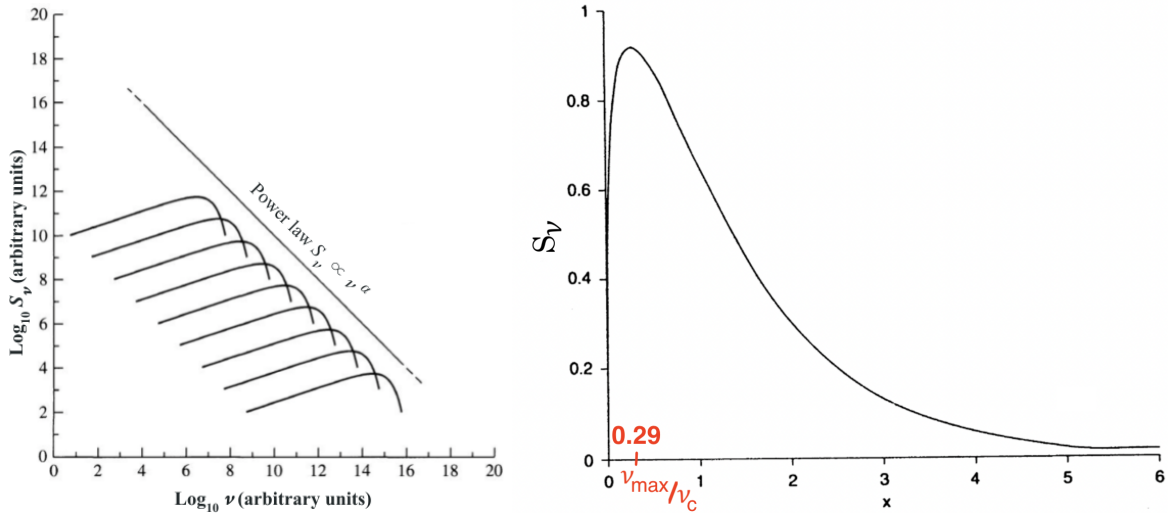 20
18
16
14
12
10
8
6
4
2
0
Log₁₀ Sν (arbitrary units)
Power law Sν ∝ ν^α
0 2 4 6 8 10 12 14 16 18 20
Log₁₀ ν (arbitrary units)
1
0.8
0.6
0.4
0.2
0
Sν
0.29
0 1 2 3 4 5 6
νmax/νc
x